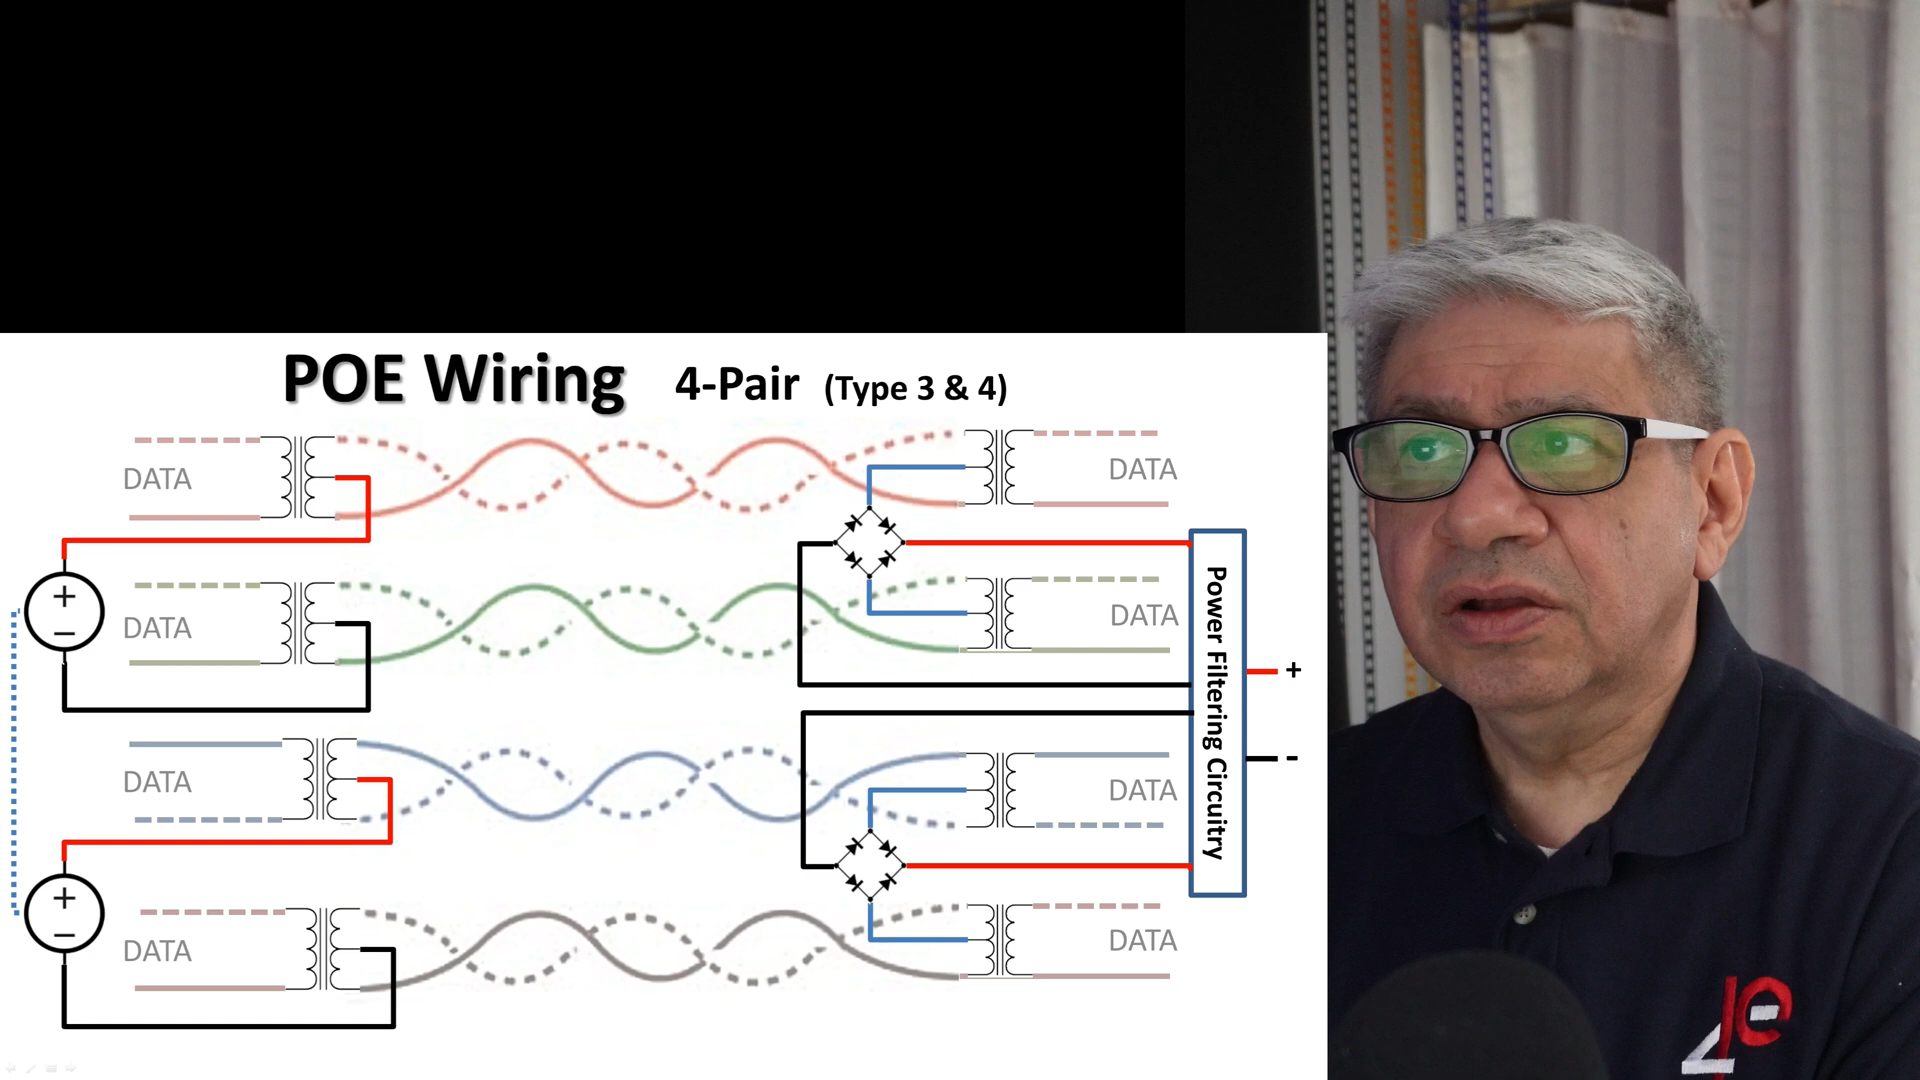 POE Wiring 4-Pair (Type 3 & 4)
DATA
DATA
DATA
DATA
+
−
+
−
DATA
DATA
DATA
DATA
Power Filtering Circuitry
+
-